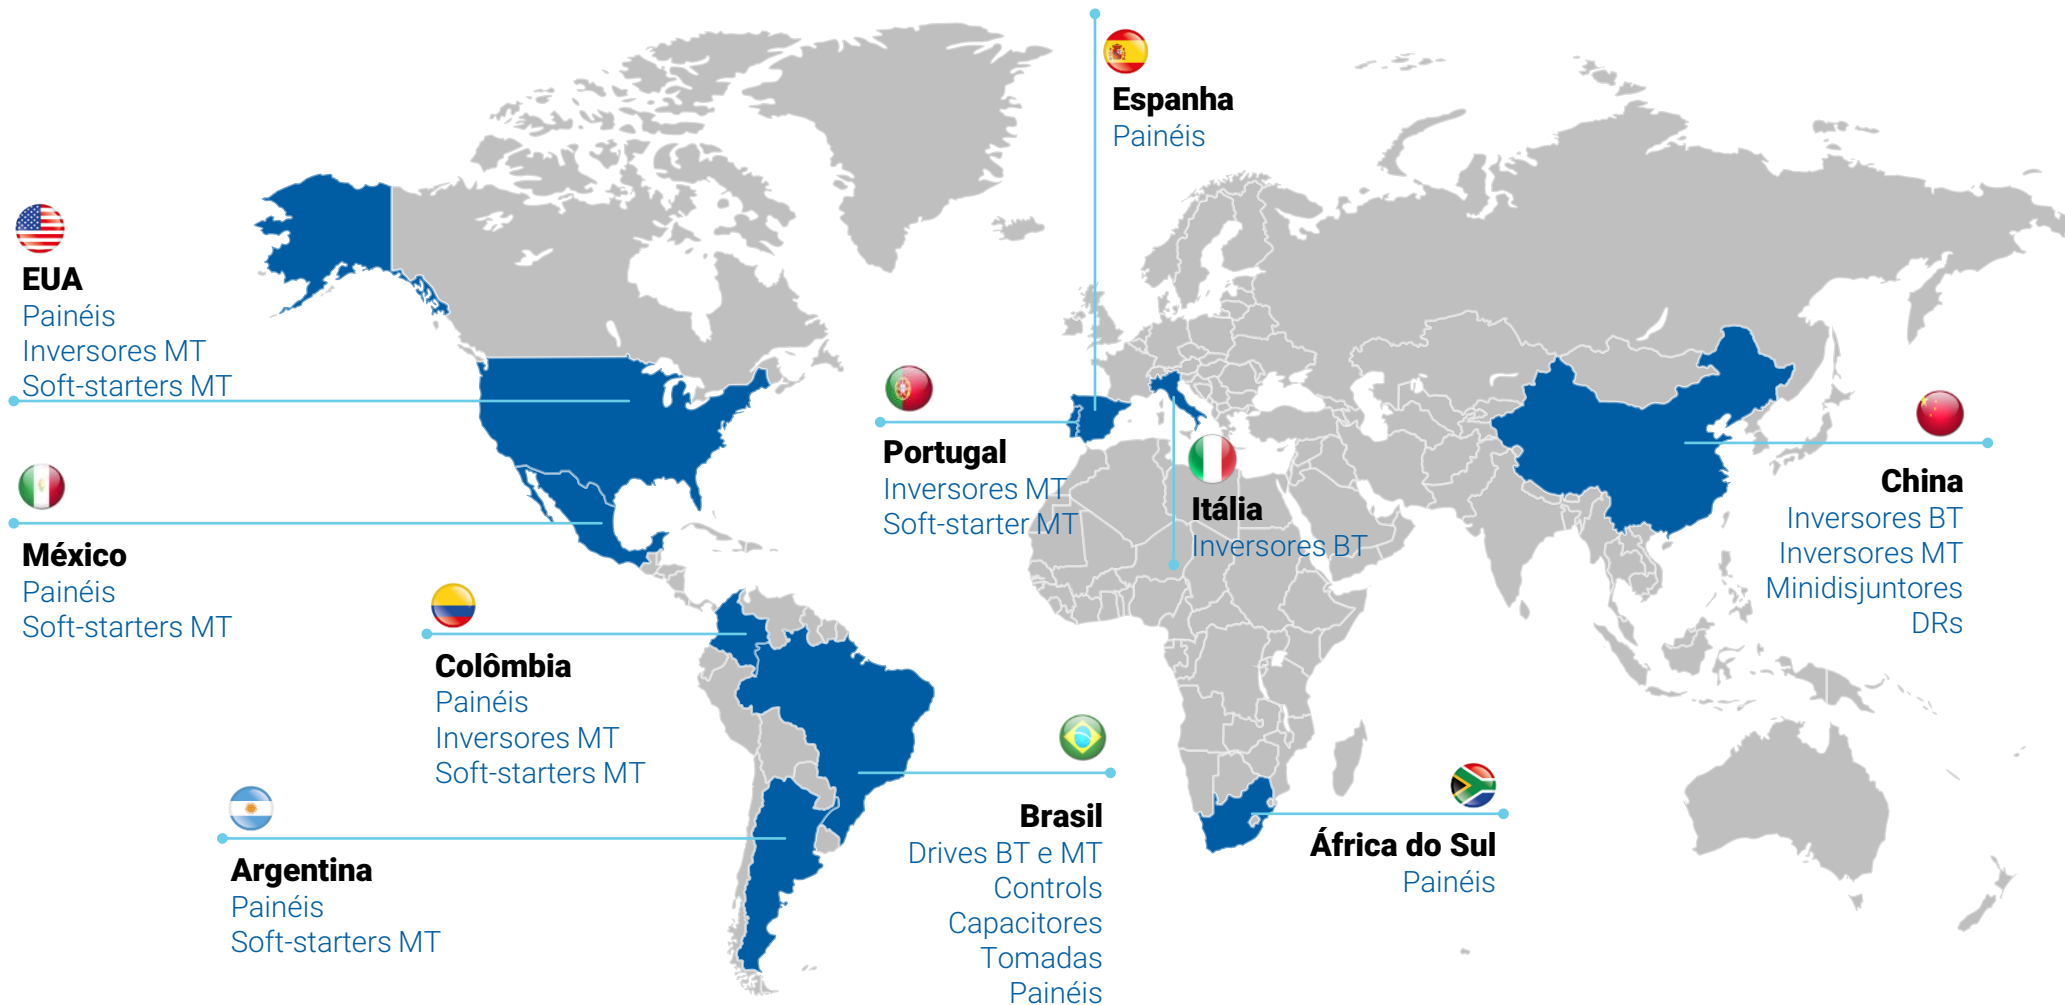 Espanha
Painéis
EUA
Painéis
Inversores MT
Soft-starters MT
Portugal
Inversores MT
Soft-starter MT
Itália
Inversores BT
China
Inversores BT
Inversores MT
Minidisjuntores
DRs
México
Painéis
Soft-starters MT
Colômbia
Painéis
Inversores MT
Soft-starters MT
Brasil
Drives BT e MT
Controls
Capacitores
Tomadas
Painéis
África do Sul
Painéis
Argentina
Painéis
Soft-starters MT